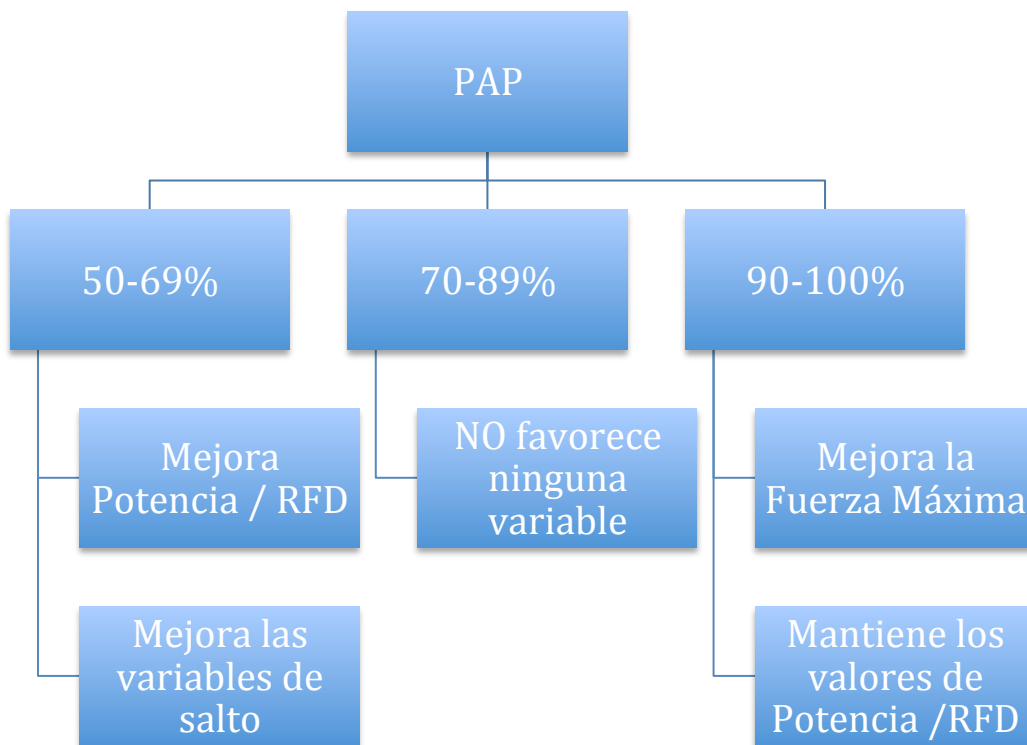 PAP
50-69%
70-89%
90-100%
Mejora
Potencia / RFD
NO favorece
ninguna
variable
Mejora la
Fuerza Máxima
Mejora las
variables de
salto
Mantiene los
valores de
Potencia /RFD